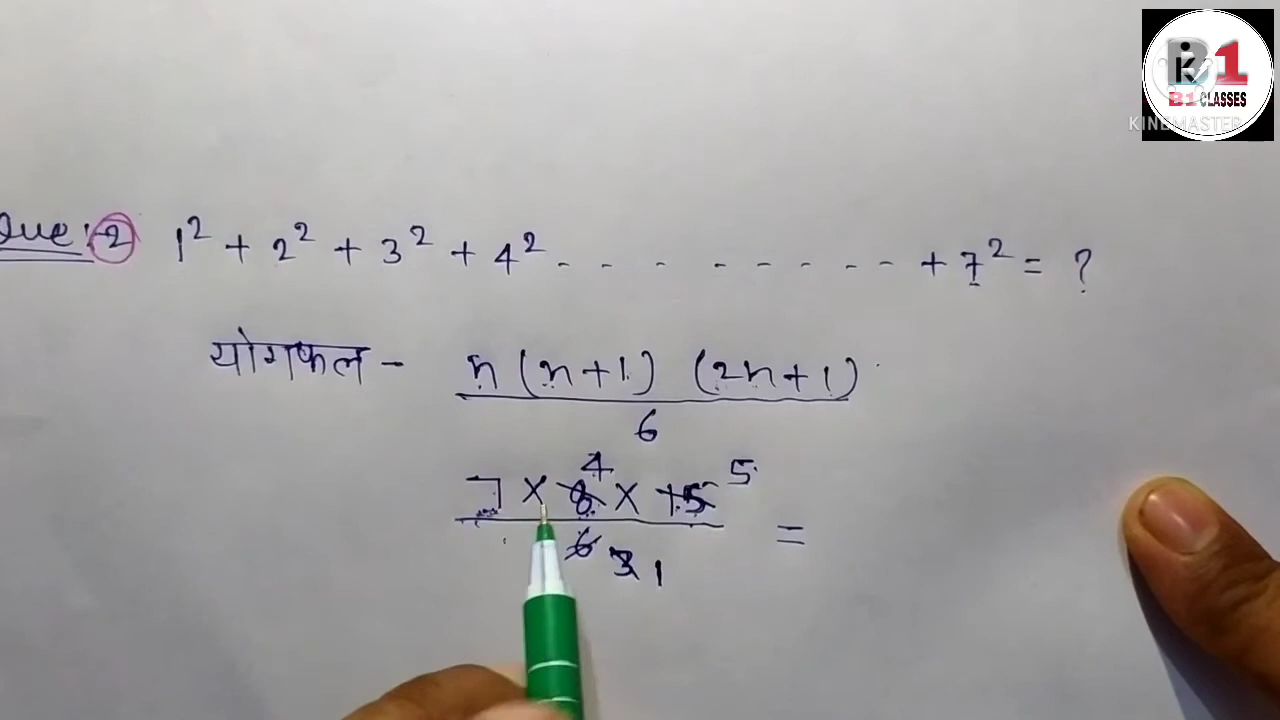 B1
K
B1 CLASSES
KINEMASTER
Que:-2 1² + 2² + 3² + 4² - - - - - - - - - + 7² = ?
योगफल - n (n+1) (2n+1)
6
4 5
7 × 8 × 15 =
6 3 1